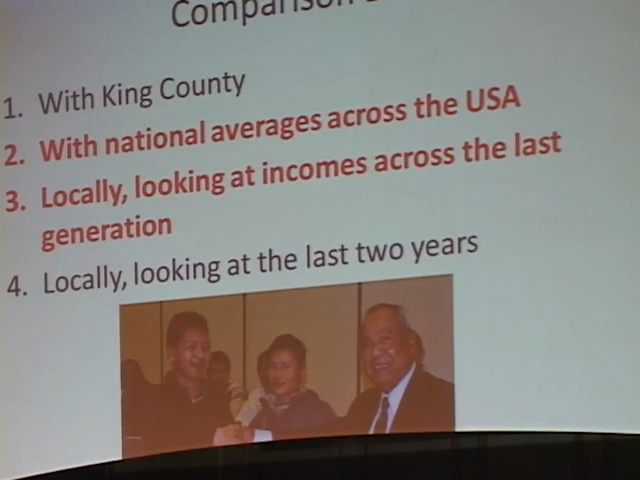 Comparison
1. With King County
2. With national averages across the USA
3. Locally, looking at incomes across the last
generation
4. Locally, looking at the last two years